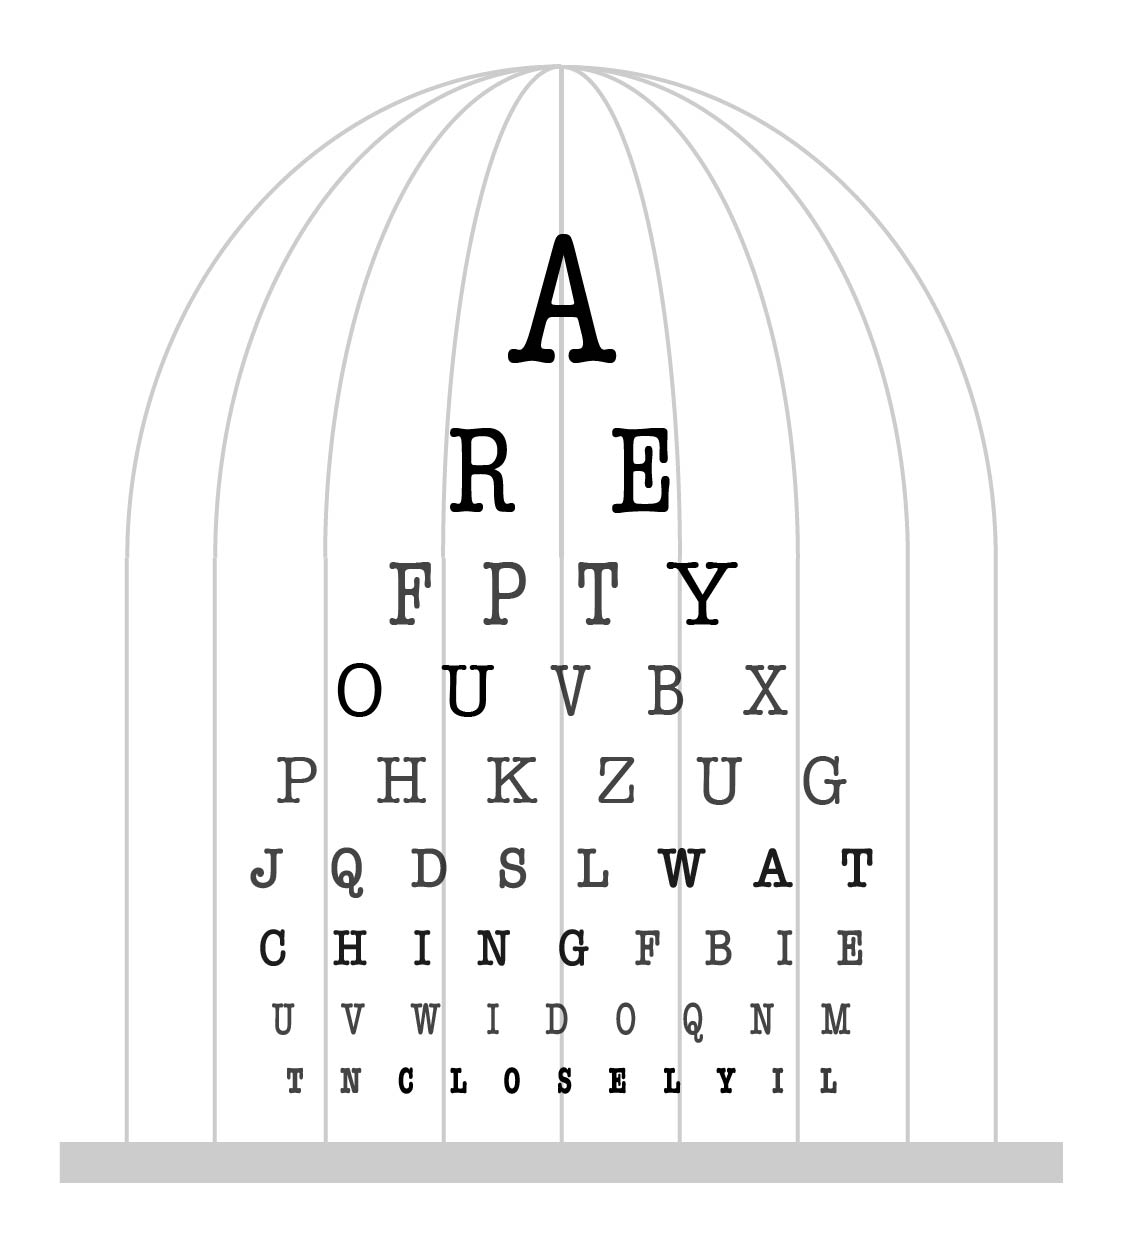 A
R E
F P T Y
O U V B X
P H K Z U G
J Q D S L W A T
C H I N G F B I E
U V W I D O Q N M
T N C L O S E L Y I L